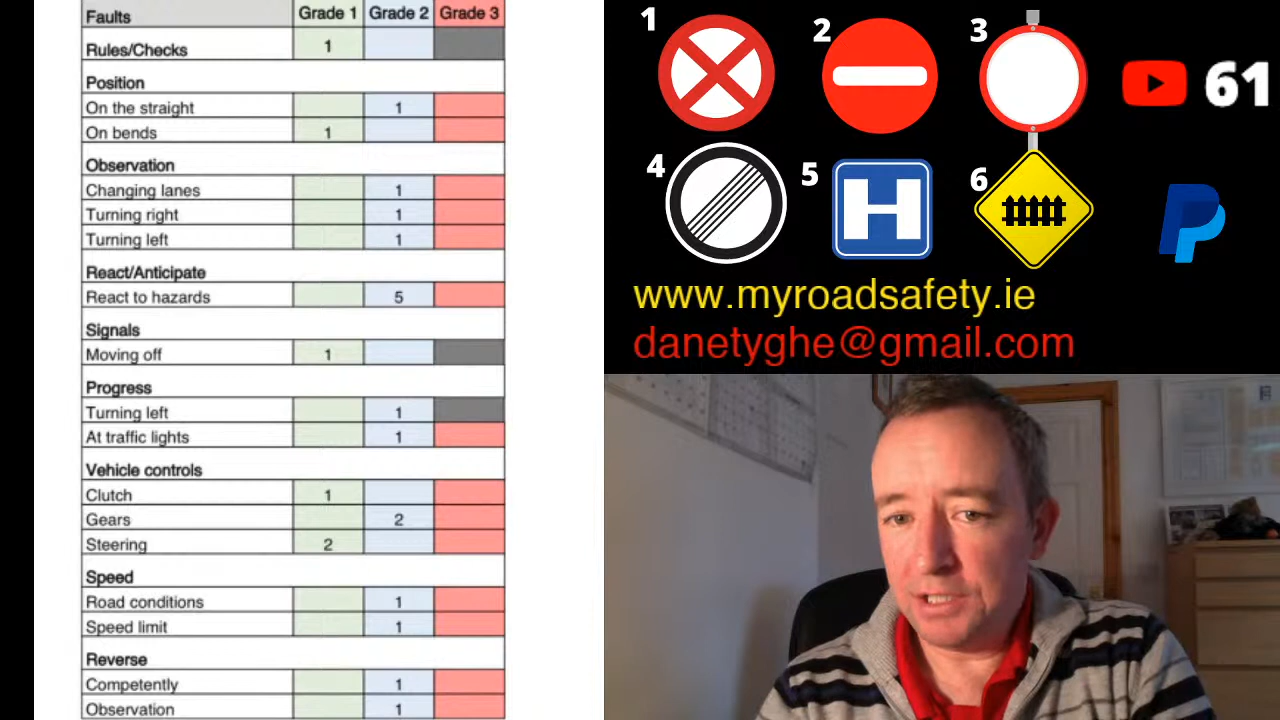 Faults Grade 1 Grade 2 Grade 3
Rules/Checks 1
Position
On the straight 1
On bends 1
Observation
Changing lanes 1
Turning right 1
Turning left 1
React/Anticipate
React to hazards 5
Signals
Moving off 1
Progress
Turning left 1
At traffic lights 1
Vehicle controls
Clutch 1
Gears 2
Steering 2
Speed
Road conditions 1
Speed limit 1
Reverse
Competently 1
Observation 1
1 2 3
61
4 5 H 6
www.myroadsafety.ie
danetyghe@gmail.com